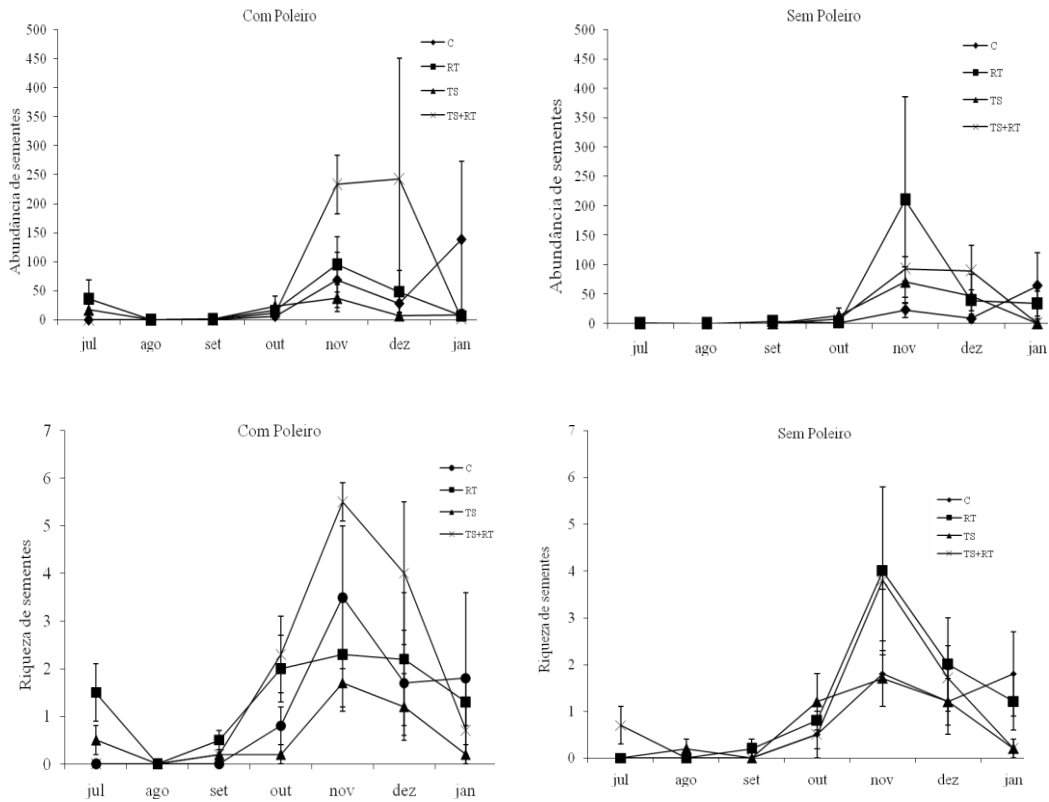 Com Poleiro
500
450
400
350
300
250
200
150
100
50
0
Abundância de sementes
jul ago set out nov dez jan
C
RT
TS
TS+RT
Sem Poleiro
500
450
400
350
300
250
200
150
100
50
0
Abundância de sementes
jul ago set out nov dez jan
C
RT
TS
TS+RT
Com Poleiro
7
6
5
4
3
2
1
0
Riqueza de sementes
jul ago set out nov dez jan
C
RT
TS
TS+RT
Sem Poleiro
7
6
5
4
3
2
1
0
Riqueza de sementes
jul ago set out nov dez jan
C
RT
TS
TS+RT